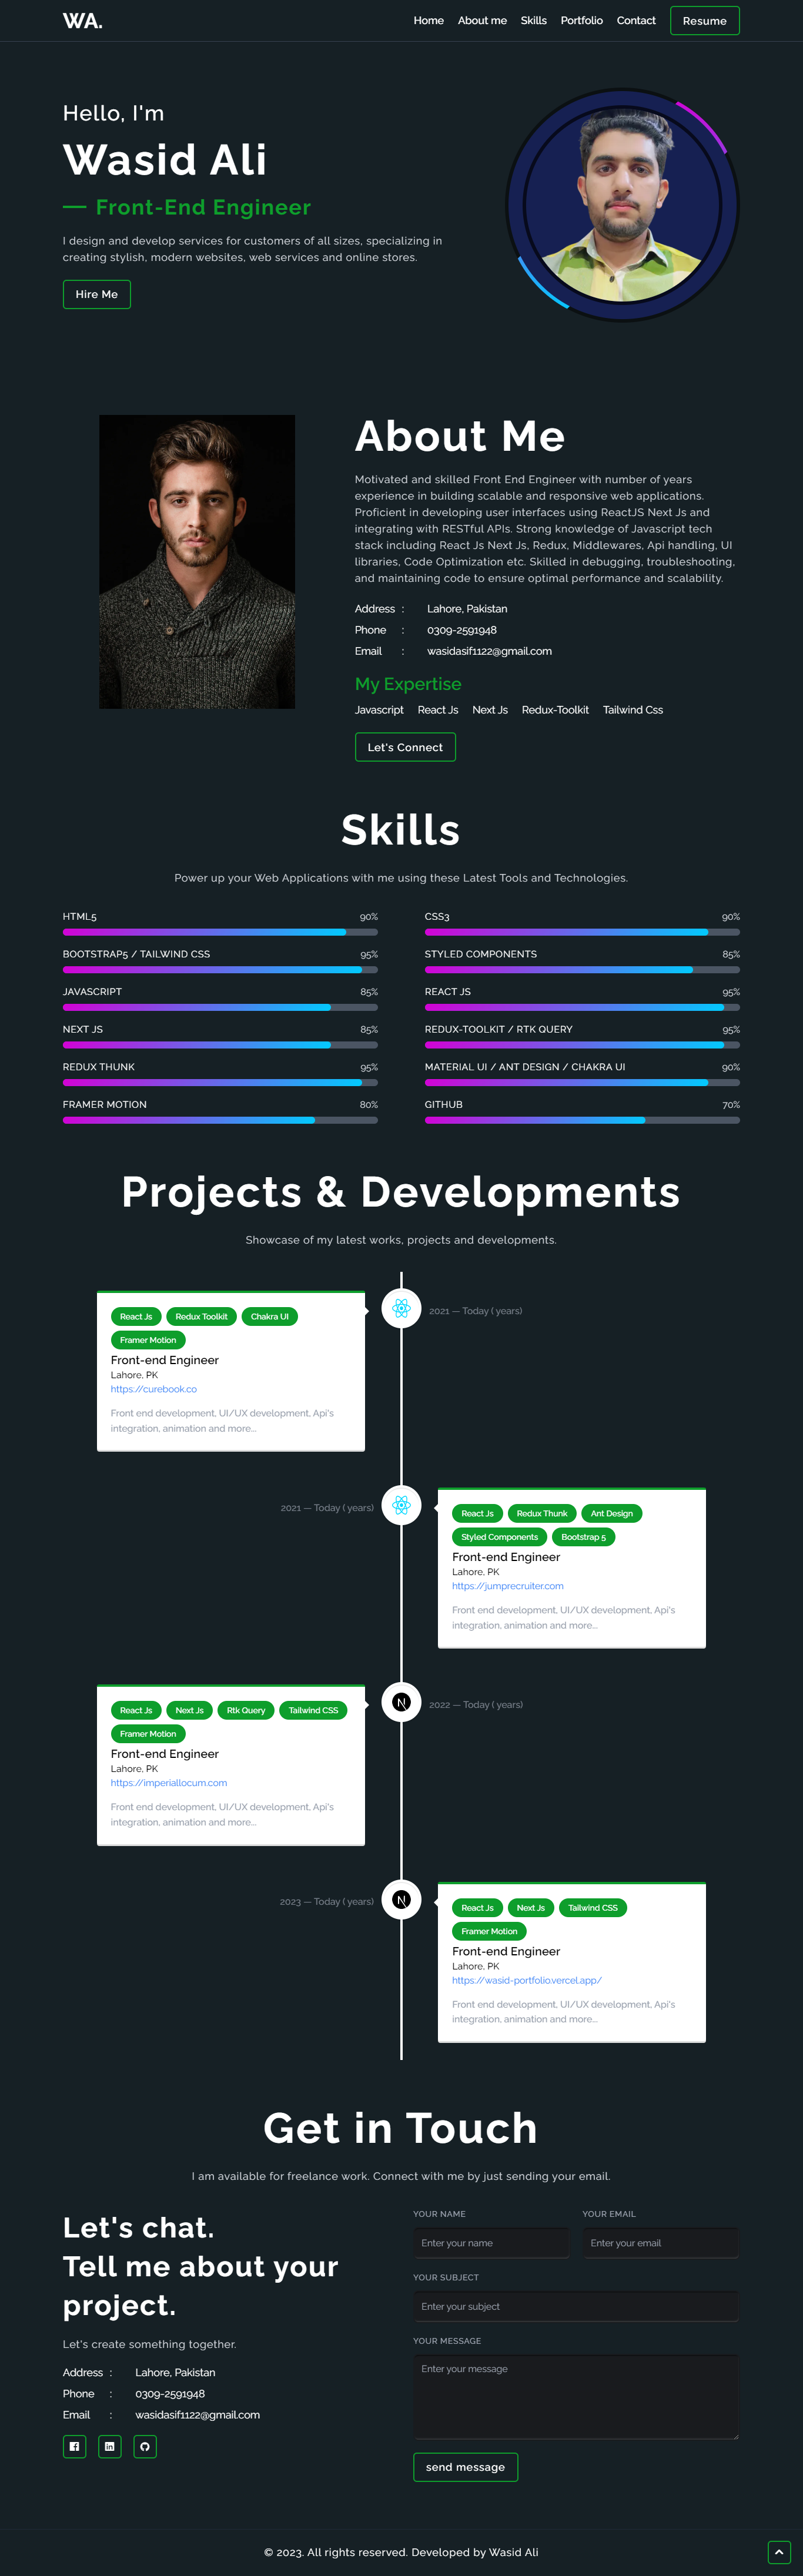 WA.
Home About me Skills Portfolio Contact Resume
Hello, I'm
Wasid Ali
Front-End Engineer
I design and develop services for customers of all sizes, specializing in
creating stylish, modern websites, web services and online stores.
Hire Me
About Me
Motivated and skilled Front End Engineer with number of years
experience in building scalable and responsive web applications.
Proficient in developing user interfaces using ReactJS Next Js and
integrating with RESTful APIs. Strong knowledge of Javascript tech
stack including React Js Next Js, Redux, Middlewares, Api handling, UI
libraries, Code Optimization etc. Skilled in debugging, troubleshooting,
and maintaining code to ensure optimal performance and scalability.
Address : Lahore, Pakistan
Phone : 0309-2591948
Email : wasidasif1122@gmail.com
My Expertise
Javascript React Js Next Js Redux-Toolkit Tailwind Css
Let's Connect
Skills
Power up your Web Applications with me using these Latest Tools and Technologies.
HTML5 90%
CSS3 90%
BOOTSTRAP5 / TAILWIND CSS 95%
STYLED COMPONENTS 85%
JAVASCRIPT 85%
REACT JS 95%
NEXT JS 85%
REDUX-TOOLKIT / RTK QUERY 95%
REDUX THUNK 95%
MATERIAL UI / ANT DESIGN / CHAKRA UI 90%
FRAMER MOTION 80%
GITHUB 70%
Projects & Developments
Showcase of my latest works, projects and developments.
React Js Redux Toolkit Chakra UI
Framer Motion
Front-end Engineer
Lahore, PK
https://curebook.co
Front end development, UI/UX development, Api's
integration, animation and more...
2021 — Today ( years)
2021 — Today ( years)
React Js Redux Thunk Ant Design
Styled Components Bootstrap 5
Front-end Engineer
Lahore, PK
https://jumprecruiter.com
Front end development, UI/UX development, Api's
integration, animation and more...
React Js Next Js Rtk Query Tailwind CSS
Framer Motion
Front-end Engineer
Lahore, PK
https://imperiallocum.com
Front end development, UI/UX development, Api's
integration, animation and more...
2022 — Today ( years)
2023 — Today ( years)
React Js Next Js Tailwind CSS
Framer Motion
Front-end Engineer
Lahore, PK
https://wasid-portfolio.vercel.app/
Front end development, UI/UX development, Api's
integration, animation and more...
Get in Touch
I am available for freelance work. Connect with me by just sending your email.
Let's chat.
Tell me about your
project.
Let's create something together.
Address : Lahore, Pakistan
Phone : 0309-2591948
Email : wasidasif1122@gmail.com
YOUR NAME YOUR EMAIL
Enter your name Enter your email
YOUR SUBJECT
Enter your subject
YOUR MESSAGE
Enter your message
send message
© 2023. All rights reserved. Developed by Wasid Ali